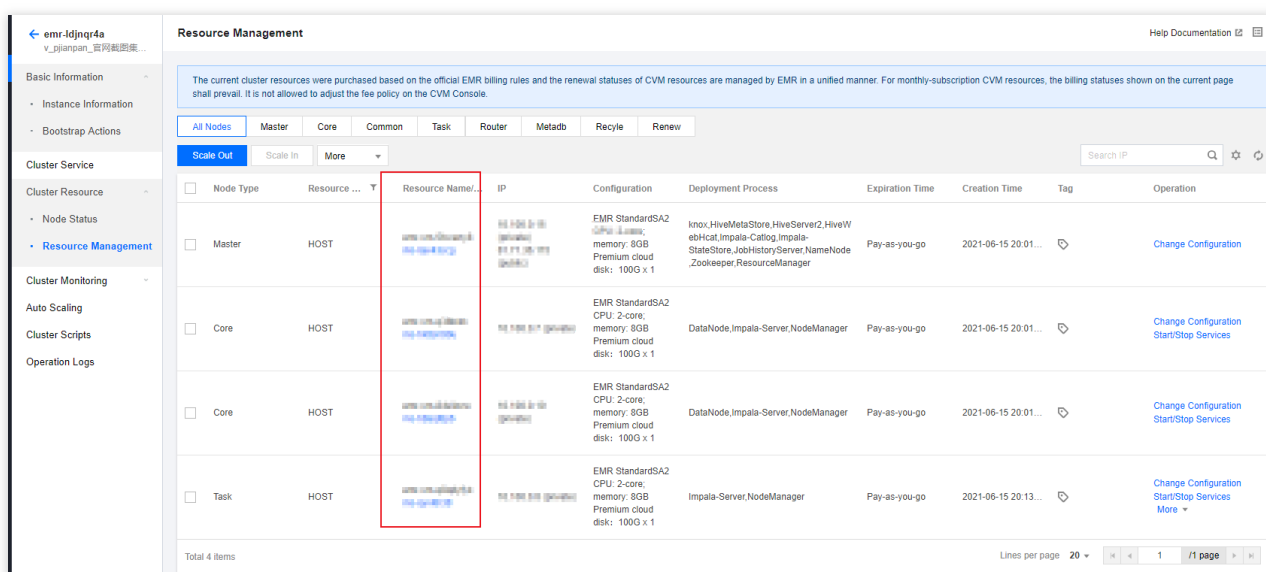 emr-ldjnqr4a
v_pjianpan_官网截图集...
Resource Management
Help Documentation
Basic Information
Instance Information
Bootstrap Actions
Cluster Service
Cluster Resource
Node Status
Resource Management
Cluster Monitoring
Auto Scaling
Cluster Scripts
Operation Logs
The current cluster resources were purchased based on the official EMR billing rules and the renewal statuses of CVM resources are managed by EMR in a unified manner. For monthly-subscription CVM resources, the billing statuses shown on the current page
shall prevail. It is not allowed to adjust the fee policy on the CVM Console.
All Nodes Master Core Common Task Router Metadb Recyle Renew
Scale Out Scale In More Search IP
Node Type Resource ... Resource Name/... IP Configuration Deployment Process Expiration Time Creation Time Tag Operation
Master HOST
EMR StandardSA2
memory: 8GB
Premium cloud
disk: 100G x 1
knox,HiveMetaStore,HiveServer2,HiveW
ebHcat,Impala-Catlog,Impala-
StateStore,JobHistoryServer,NameNode
,Zookeeper,ResourceManager
Pay-as-you-go 2021-06-15 20:01... Change Configuration
Core HOST
EMR StandardSA2
CPU: 2-core;
memory: 8GB
Premium cloud
disk: 100G x 1
DataNode,Impala-Server,NodeManager Pay-as-you-go 2021-06-15 20:01...
Change Configuration
Start/Stop Services
Core HOST
EMR StandardSA2
CPU: 2-core;
memory: 8GB
Premium cloud
disk: 100G x 1
DataNode,Impala-Server,NodeManager Pay-as-you-go 2021-06-15 20:01...
Change Configuration
Start/Stop Services
Task HOST
EMR StandardSA2
CPU: 2-core;
memory: 8GB
Premium cloud
disk: 100G x 1
Impala-Server,NodeManager Pay-as-you-go 2021-06-15 20:13...
Change Configuration
Start/Stop Services
More
Total 4 items Lines per page 20 1 /1 page